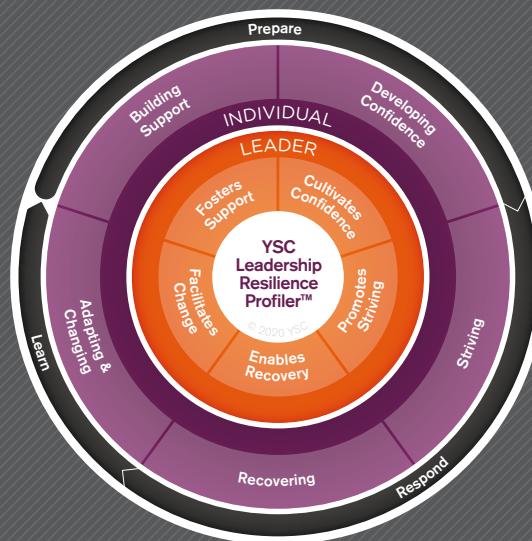 Prepare
Building
Support
Developing
Confidence
INDIVIDUAL
LEADER
Fosters
Support
Cultivates
Confidence
YSC
Leadership
Resilience
Profiler™
© 2020 YSC
Facilitates
Change
Promotes
Striving
Enables
Recovery
Adapting &
Changing
Striving
Learn
Recovering
Respond